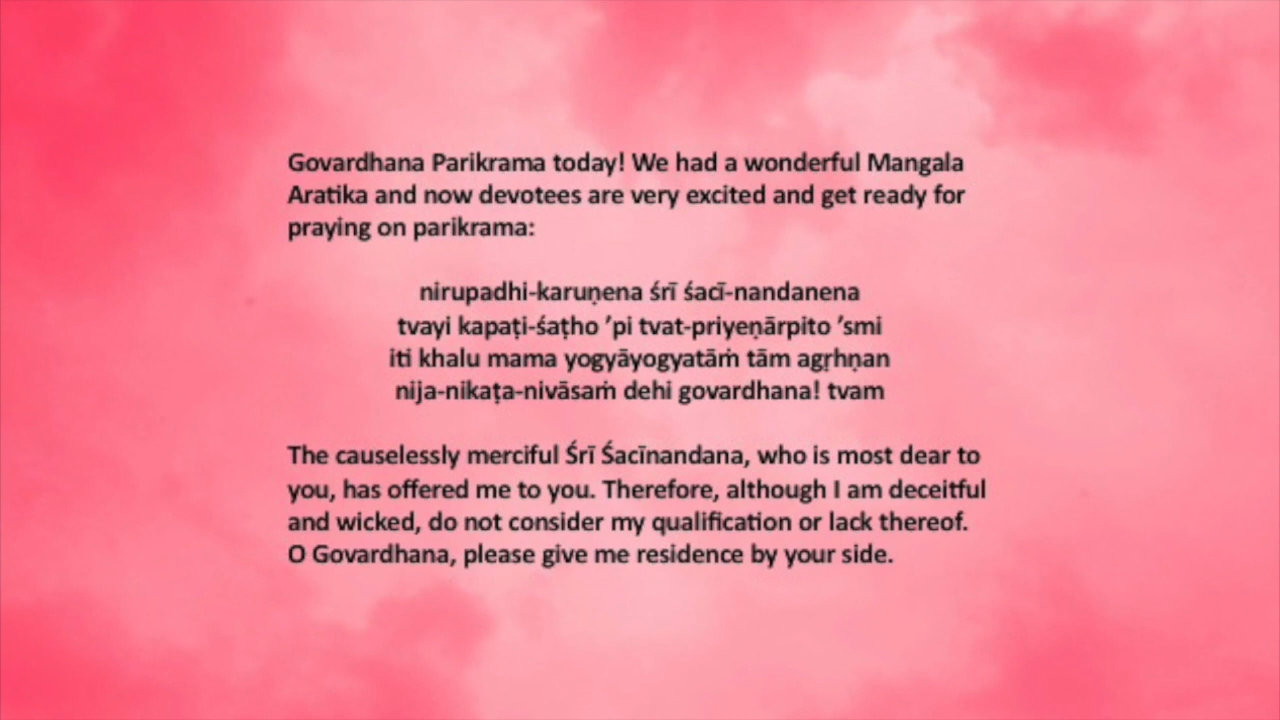 Govardhana Parikrama today! We had a wonderful Mangala
Aratika and now devotees are very excited and get ready for
praying on parikrama:
nirupadhi-karuṇena śrī śacī-nandanena
tvayi kapaṭi-śaṭho ’pi tvat-priyeṇārpito ’smi
iti khalu mama yogyāyogyatāṁ tām agṛhṇan
nija-nikaṭa-nivāsaṁ dehi govardhana! tvam
The causelessly merciful Śrī Śacīnandana, who is most dear to
you, has offered me to you. Therefore, although I am deceitful
and wicked, do not consider my qualification or lack thereof.
O Govardhana, please give me residence by your side.